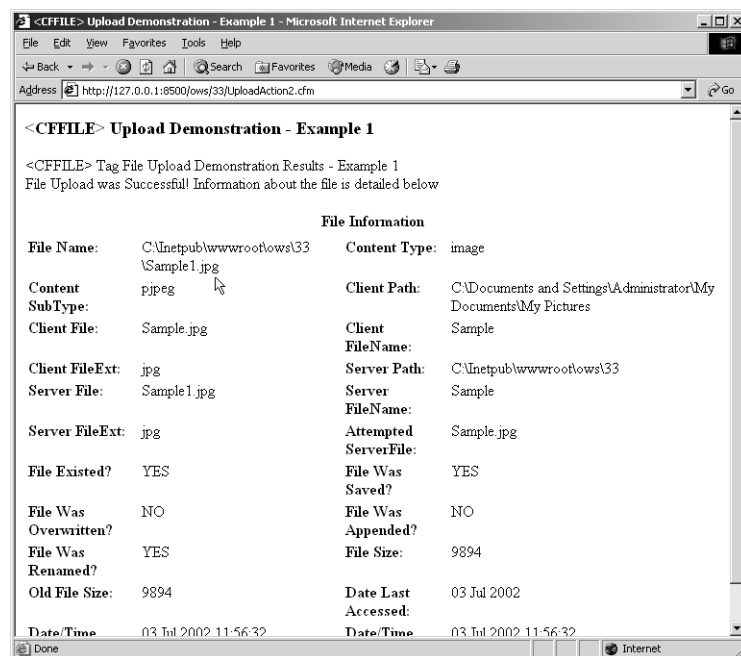 <CFFILE> Upload Demonstration - Example 1 - Microsoft Internet Explorer
File Edit View Favorites Tools Help
Back Search Favorites Media
Address http://127.0.0.1:8500/ows/33/UploadAction2.cfm Go
<CFFILE> Upload Demonstration - Example 1
<CFFILE> Tag File Upload Demonstration Results - Example 1
File Upload was Successful! Information about the file is detailed below
File Information
File Name: C:\Inetpub\wwwroot\ows\33 Content Type: image
\Sample1.jpg
Content pjpeg Client Path: C:\Documents and Settings\Administrator\My
SubType: Documents\My Pictures
Client File: Sample.jpg Client Sample
FileName:
Client FileExt: jpg Server Path: C:\Inetpub\wwwroot\ows\33
Server File: Sample1.jpg Server Sample
FileName:
Server FileExt: jpg Attempted Sample.jpg
ServerFile:
File Existed? YES File Was YES
Saved?
File Was NO File Was NO
Overwritten? Appended?
File Was YES File Size: 9894
Renamed?
Old File Size: 9894 Date Last 03 Jul 2002
Accessed:
Date/Time 03 Jul 2002 11:56:32 Date/Time 03 Jul 2002 11:56:32
Done Internet